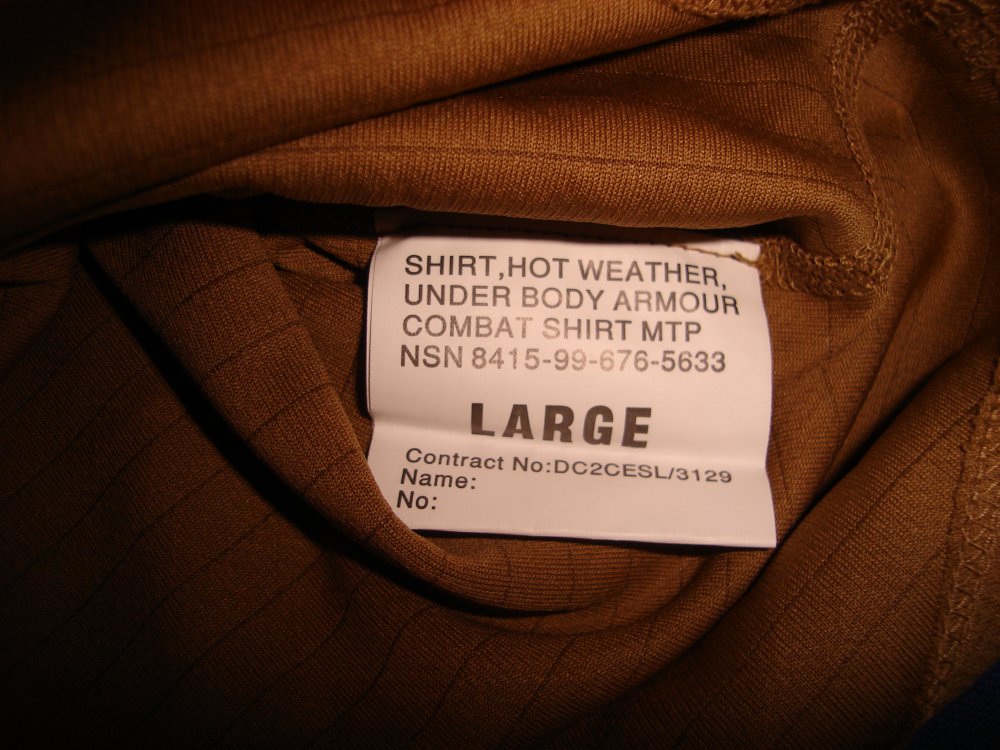 SHIRT,HOT WEATHER,
UNDER BODY ARMOUR
COMBAT SHIRT MTP
NSN 8415-99-676-5633
LARGE
Contract No:DC2CESL/3129
Name:
No: